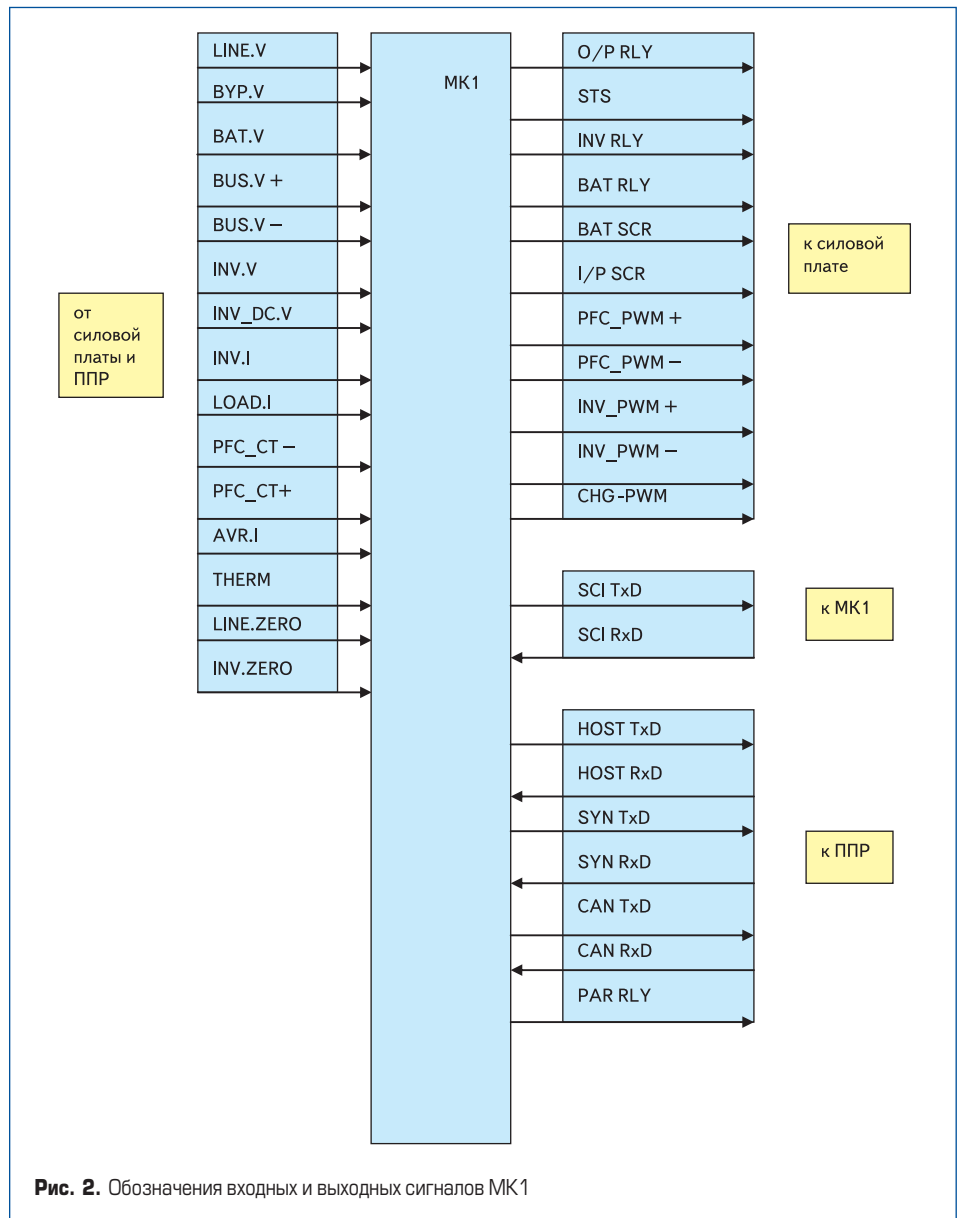 LINE.V
BYP.V
BAT.V
BUS.V +
BUS.V –
INV.V
INV_DC.V
INV.I
LOAD.I
PFC_CT –
PFC_CT+
AVR.I
THERM
LINE.ZERO
INV.ZERO
от
силовой
платы и
ППР
МК1
O/P RLY
STS
INV RLY
BAT RLY
BAT SCR
I/P SCR
PFC_PWM +
PFC_PWM –
INV_PWM +
INV_PWM –
CHG-PWM
к силовой
плате
SCI TxD
SCI RxD
к МК1
HOST TxD
HOST RxD
SYN TxD
SYN RxD
CAN TxD
CAN RxD
PAR RLY
к ППР
Рис. 2. Обозначения входных и выходных сигналов МК1